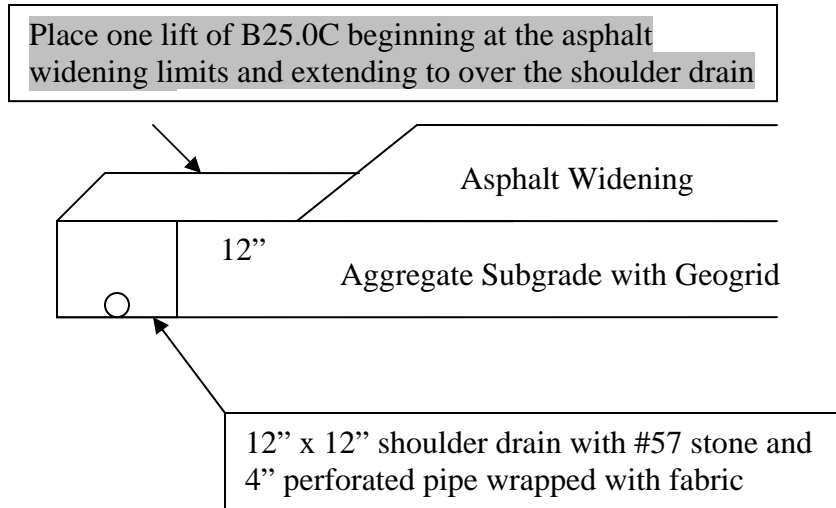 Place one lift of B25.0C beginning at the asphalt
widening limits and extending to over the shoulder drain
Asphalt Widening
12”
Aggregate Subgrade with Geogrid
12” x 12” shoulder drain with #57 stone and
4” perforated pipe wrapped with fabric